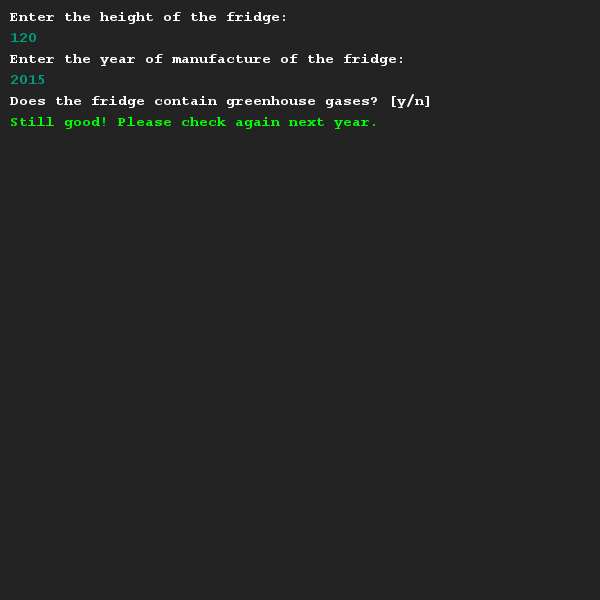 Enter the height of the fridge:
120
Enter the year of manufacture of the fridge:
2015
Does the fridge contain greenhouse gases? [y/n]
Still good! Please check again next year.